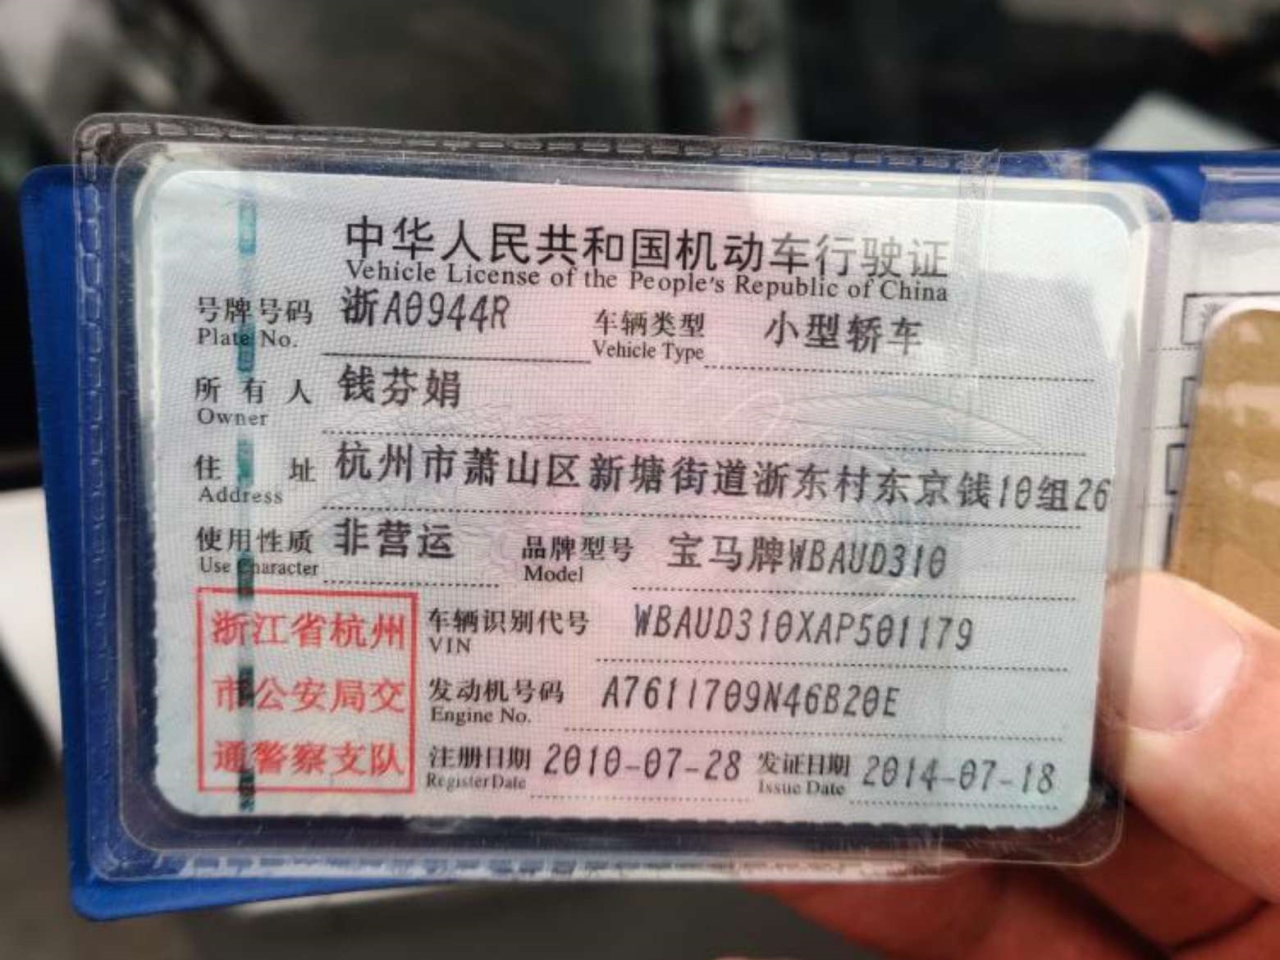 中华人民共和国机动车行驶证
Vehicle License of the People's Republic of China
号牌号码 浙A0944R 车辆类型 小型轿车
Plate No. Vehicle Type
所有人 钱芬娟
Owner
住址 杭州市萧山区新塘街道浙东村东京钱10组26
Address
使用性质 非营运 品牌型号 宝马牌WBAUD310
Use Character Model
浙江省杭州
市公安局交
通警察支队
车辆识别代号 WBAUD310XAP501179
VIN
发动机号码 A7611709N46B20E
Engine No.
注册日期 2010-07-28 发证日期 2014-07-18
Register Date Issue Date